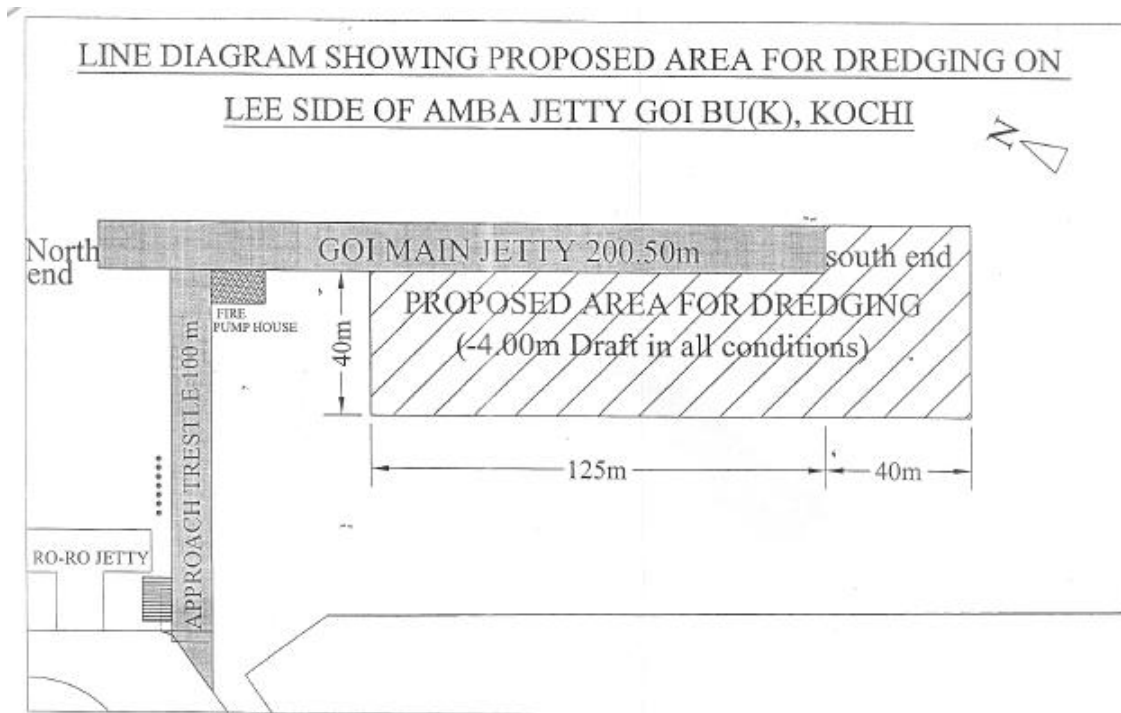 LINE DIAGRAM SHOWING PROPOSED AREA FOR DREDGING ON
LEE SIDE OF AMBA JETTY GOI BU(K), KOCHI
N
North
end
GOI MAIN JETTY 200.50m
south end
FIRE
PUMP HOUSE
PROPOSED AREA FOR DREDGING
(-4.00m Draft in all conditions)
40m
125m
40m
APPROACH TRESTLE 100 m
RO-RO JETTY